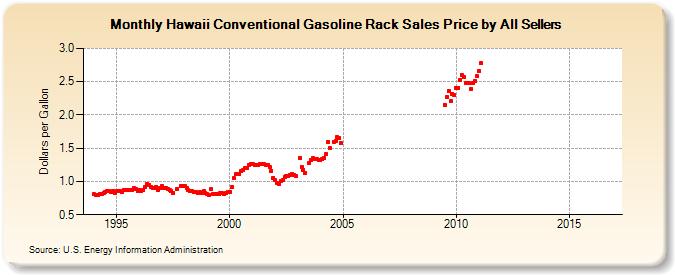 Monthly Hawaii Conventional Gasoline Rack Sales Price by All Sellers
Dollars per Gallon
3.0
2.5
2.0
1.5
1.0
0.5
1995 2000 2005 2010 2015
Source: U.S. Energy Information Administration